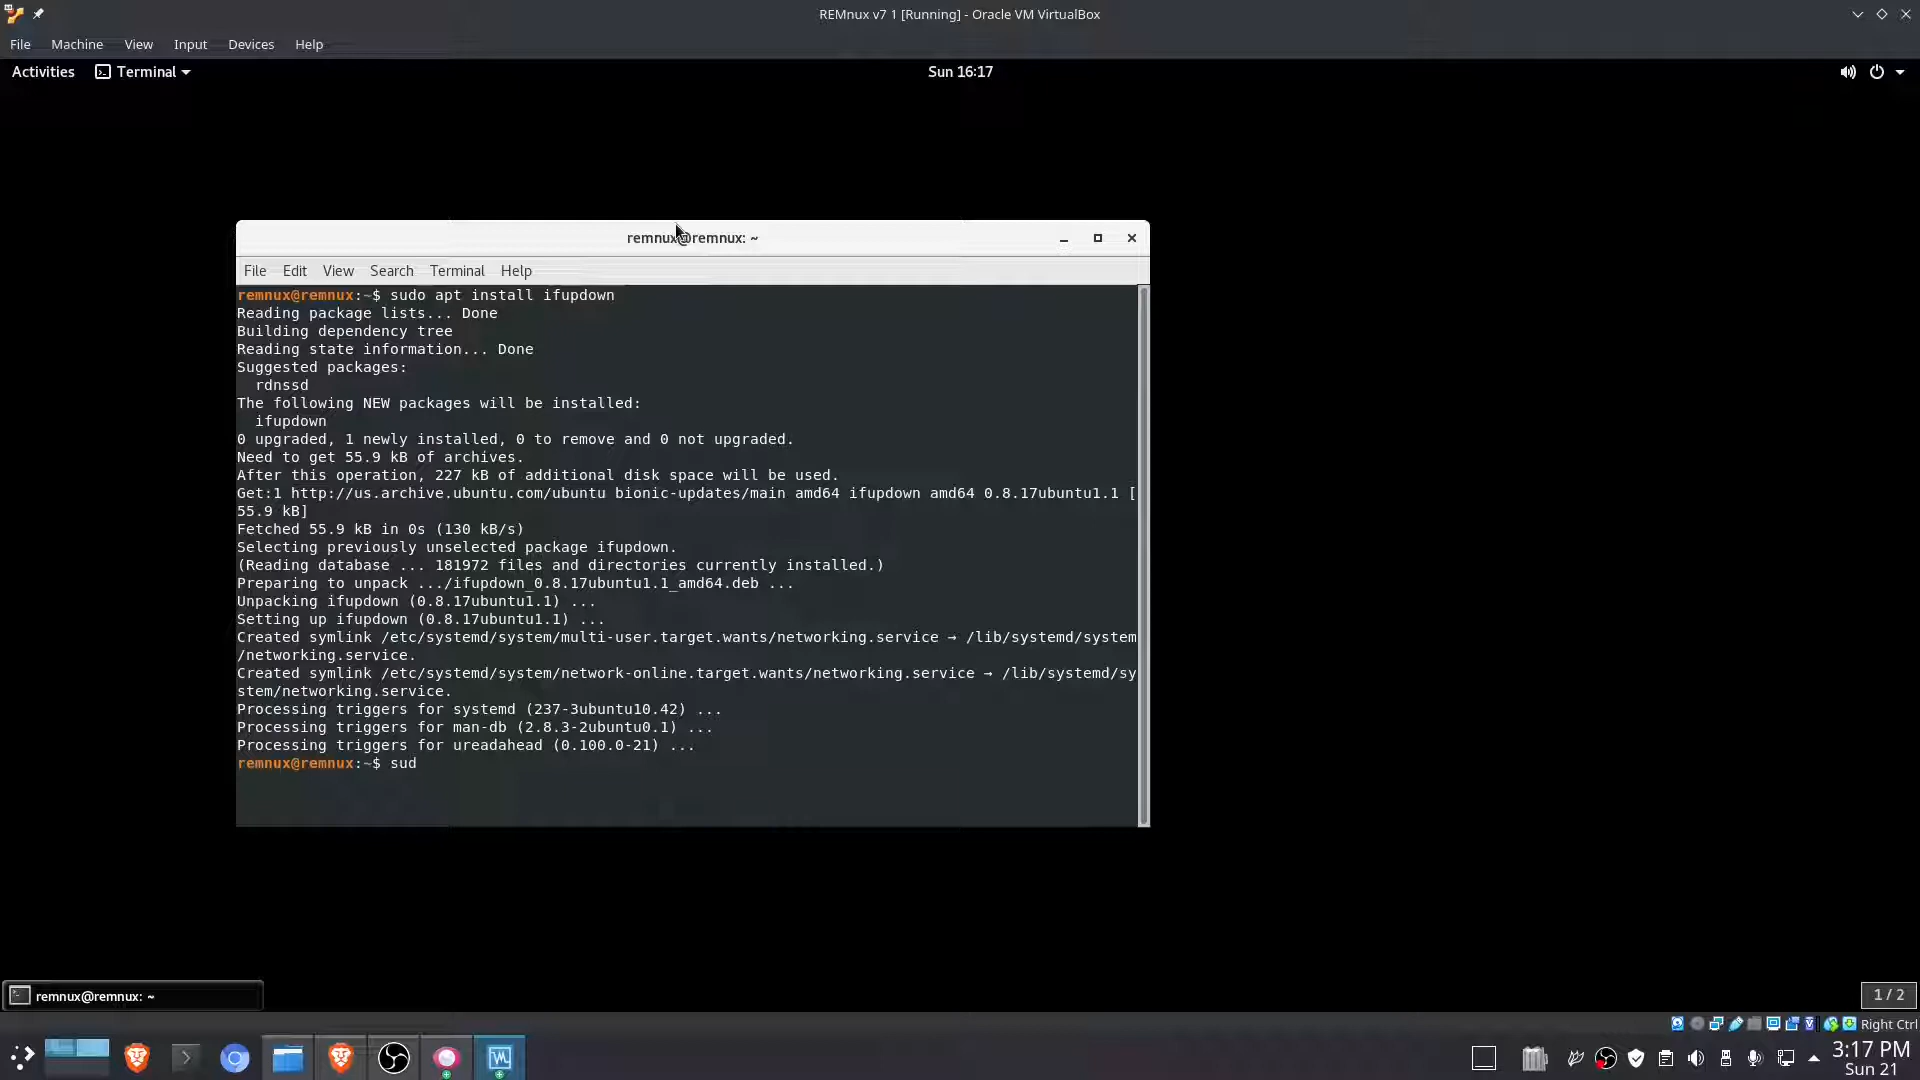 REMnux v7 1 [Running] - Oracle VM VirtualBox
File Machine View Input Devices Help
Activities Terminal Sun 16:17
remnux@remnux: ~
File Edit View Search Terminal Help
remnux@remnux:~$ sudo apt install ifupdown
Reading package lists... Done
Building dependency tree
Reading state information... Done
Suggested packages:
rdnssd
The following NEW packages will be installed:
ifupdown
0 upgraded, 1 newly installed, 0 to remove and 0 not upgraded.
Need to get 55.9 kB of archives.
After this operation, 227 kB of additional disk space will be used.
Get:1 http://us.archive.ubuntu.com/ubuntu bionic-updates/main amd64 ifupdown amd64 0.8.17ubuntu1.1 [
55.9 kB]
Fetched 55.9 kB in 0s (130 kB/s)
Selecting previously unselected package ifupdown.
(Reading database ... 181972 files and directories currently installed.)
Preparing to unpack .../ifupdown_0.8.17ubuntu1.1_amd64.deb ...
Unpacking ifupdown (0.8.17ubuntu1.1) ...
Setting up ifupdown (0.8.17ubuntu1.1) ...
Created symlink /etc/systemd/system/multi-user.target.wants/networking.service → /lib/systemd/system
/networking.service.
Created symlink /etc/systemd/system/network-online.target.wants/networking.service → /lib/systemd/sy
stem/networking.service.
Processing triggers for systemd (237-3ubuntu10.42) ...
Processing triggers for man-db (2.8.3-2ubuntu0.1) ...
Processing triggers for ureadahead (0.100.0-21) ...
remnux@remnux:~$ sud
remnux@remnux: ~ 1 / 2
Right Ctrl
3:17 PM
Sun 21